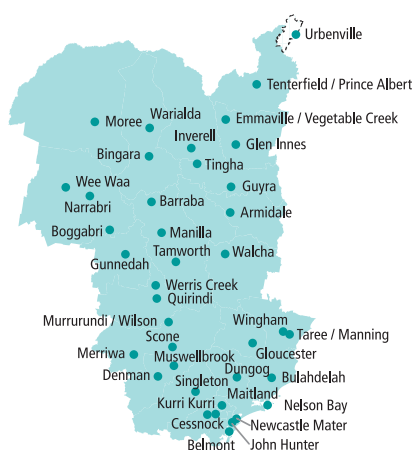 Urbenville
Tenterfield / Prince Albert
Warialda
Moree
Emmaville / Vegetable Creek
Inverell
Glen Innes
Bingara
Tingha
Wee Waa
Guyra
Narrabri
Barraba
Armidale
Boggabri
Manilla
Tamworth
Walcha
Gunnedah
Werris Creek
Quirindi
Murrurundi / Wilson
Wingham
Taree / Manning
Scone
Gloucester
Merriwa
Muswellbrook
Dungog
Denman
Singleton
Bulahdelah
Maitland
Kurri Kurri
Nelson Bay
Cessnock
Newcastle Mater
Belmont
John Hunter